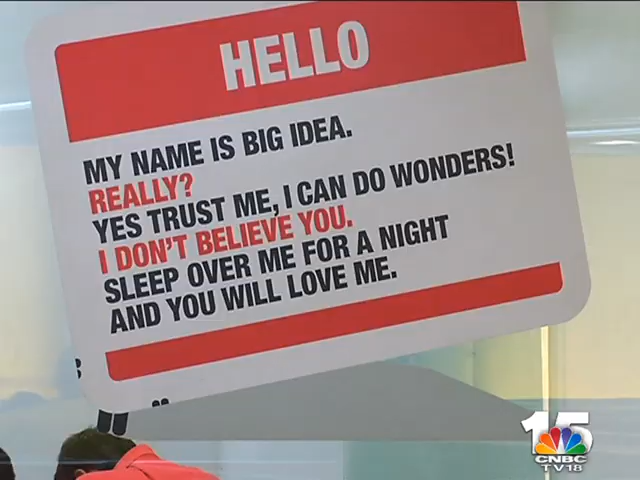 HELLO
MY NAME IS BIG IDEA.
REALLY?
YES TRUST ME, I CAN DO WONDERS!
I DON'T BELIEVE YOU.
SLEEP OVER ME FOR A NIGHT
AND YOU WILL LOVE ME.
15
CNBC
TV18